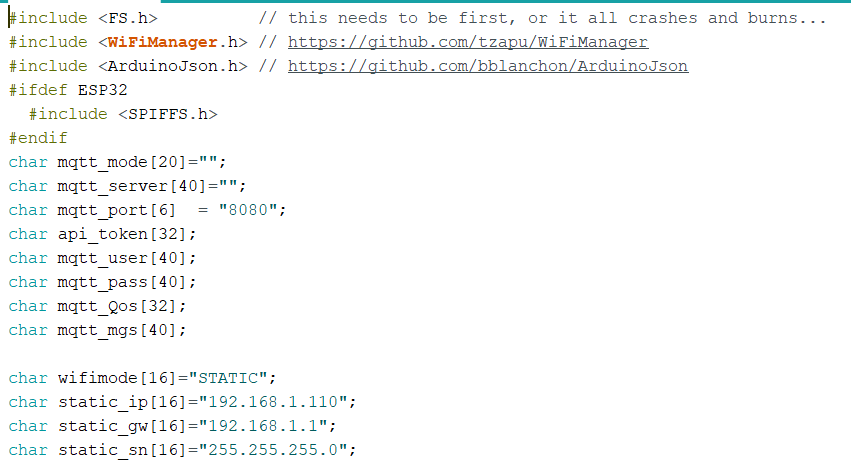 #include <FS.h>          // this needs to be first, or it all crashes and burns...
#include <WiFiManager.h> // https://github.com/tzapu/WiFiManager
#include <ArduinoJson.h> // https://github.com/bblanchon/ArduinoJson
#ifdef ESP32
  #include <SPIFFS.h>
#endif
char mqtt_mode[20]="";
char mqtt_server[40]="";
char mqtt_port[6]  = "8080";
char api_token[32];
char mqtt_user[40];
char mqtt_pass[40];
char mqtt_Qos[32];
char mqtt_mgs[40];

char wifimode[16]="STATIC";
char static_ip[16]="192.168.1.110";
char static_gw[16]="192.168.1.1";
char static_sn[16]="255.255.255.0";